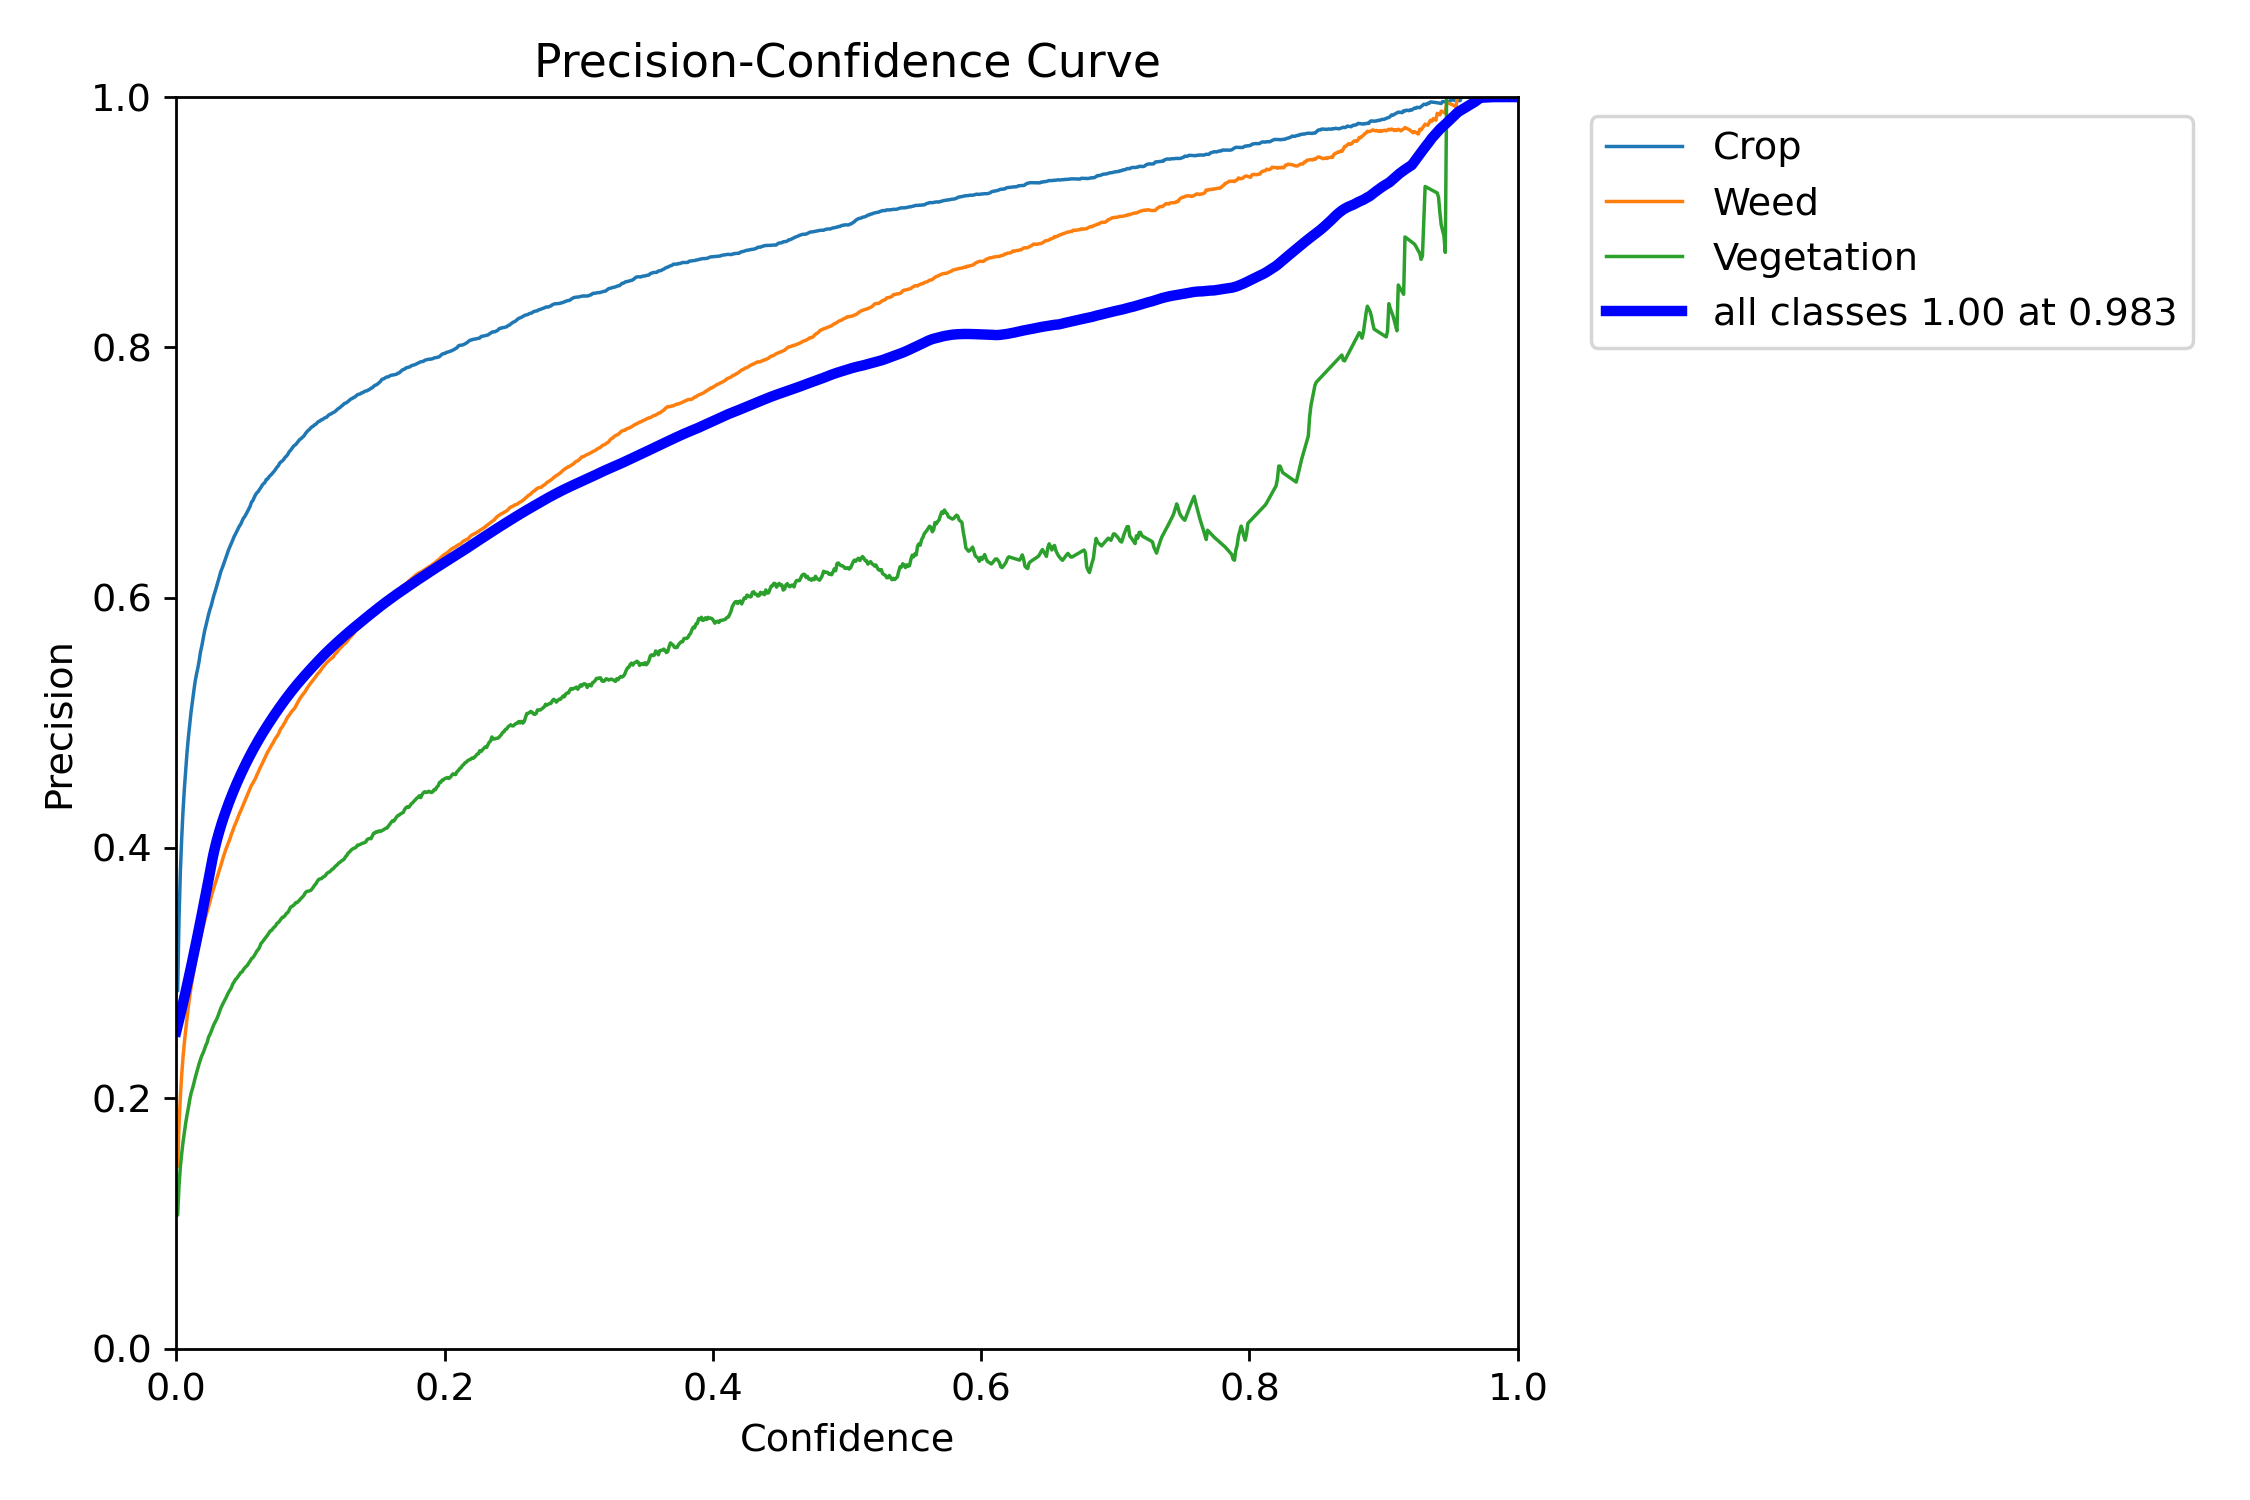 Precision-Confidence Curve
1.0
0.8
0.6
0.4
0.2
0.0
Precision
0.0 0.2 0.4 0.6 0.8 1.0
Confidence
Crop
Weed
Vegetation
all classes 1.00 at 0.983